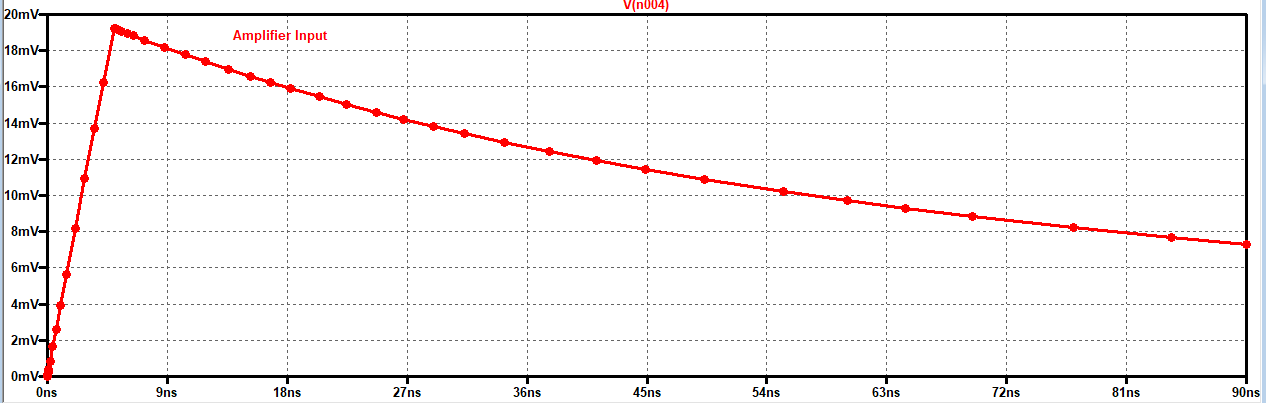 V(n004)
20mV
Amplifier Input
18mV
16mV
14mV
12mV
10mV
8mV
6mV
4mV
2mV
0mV
0ns 9ns 18ns 27ns 36ns 45ns 54ns 63ns 72ns 81ns 90ns